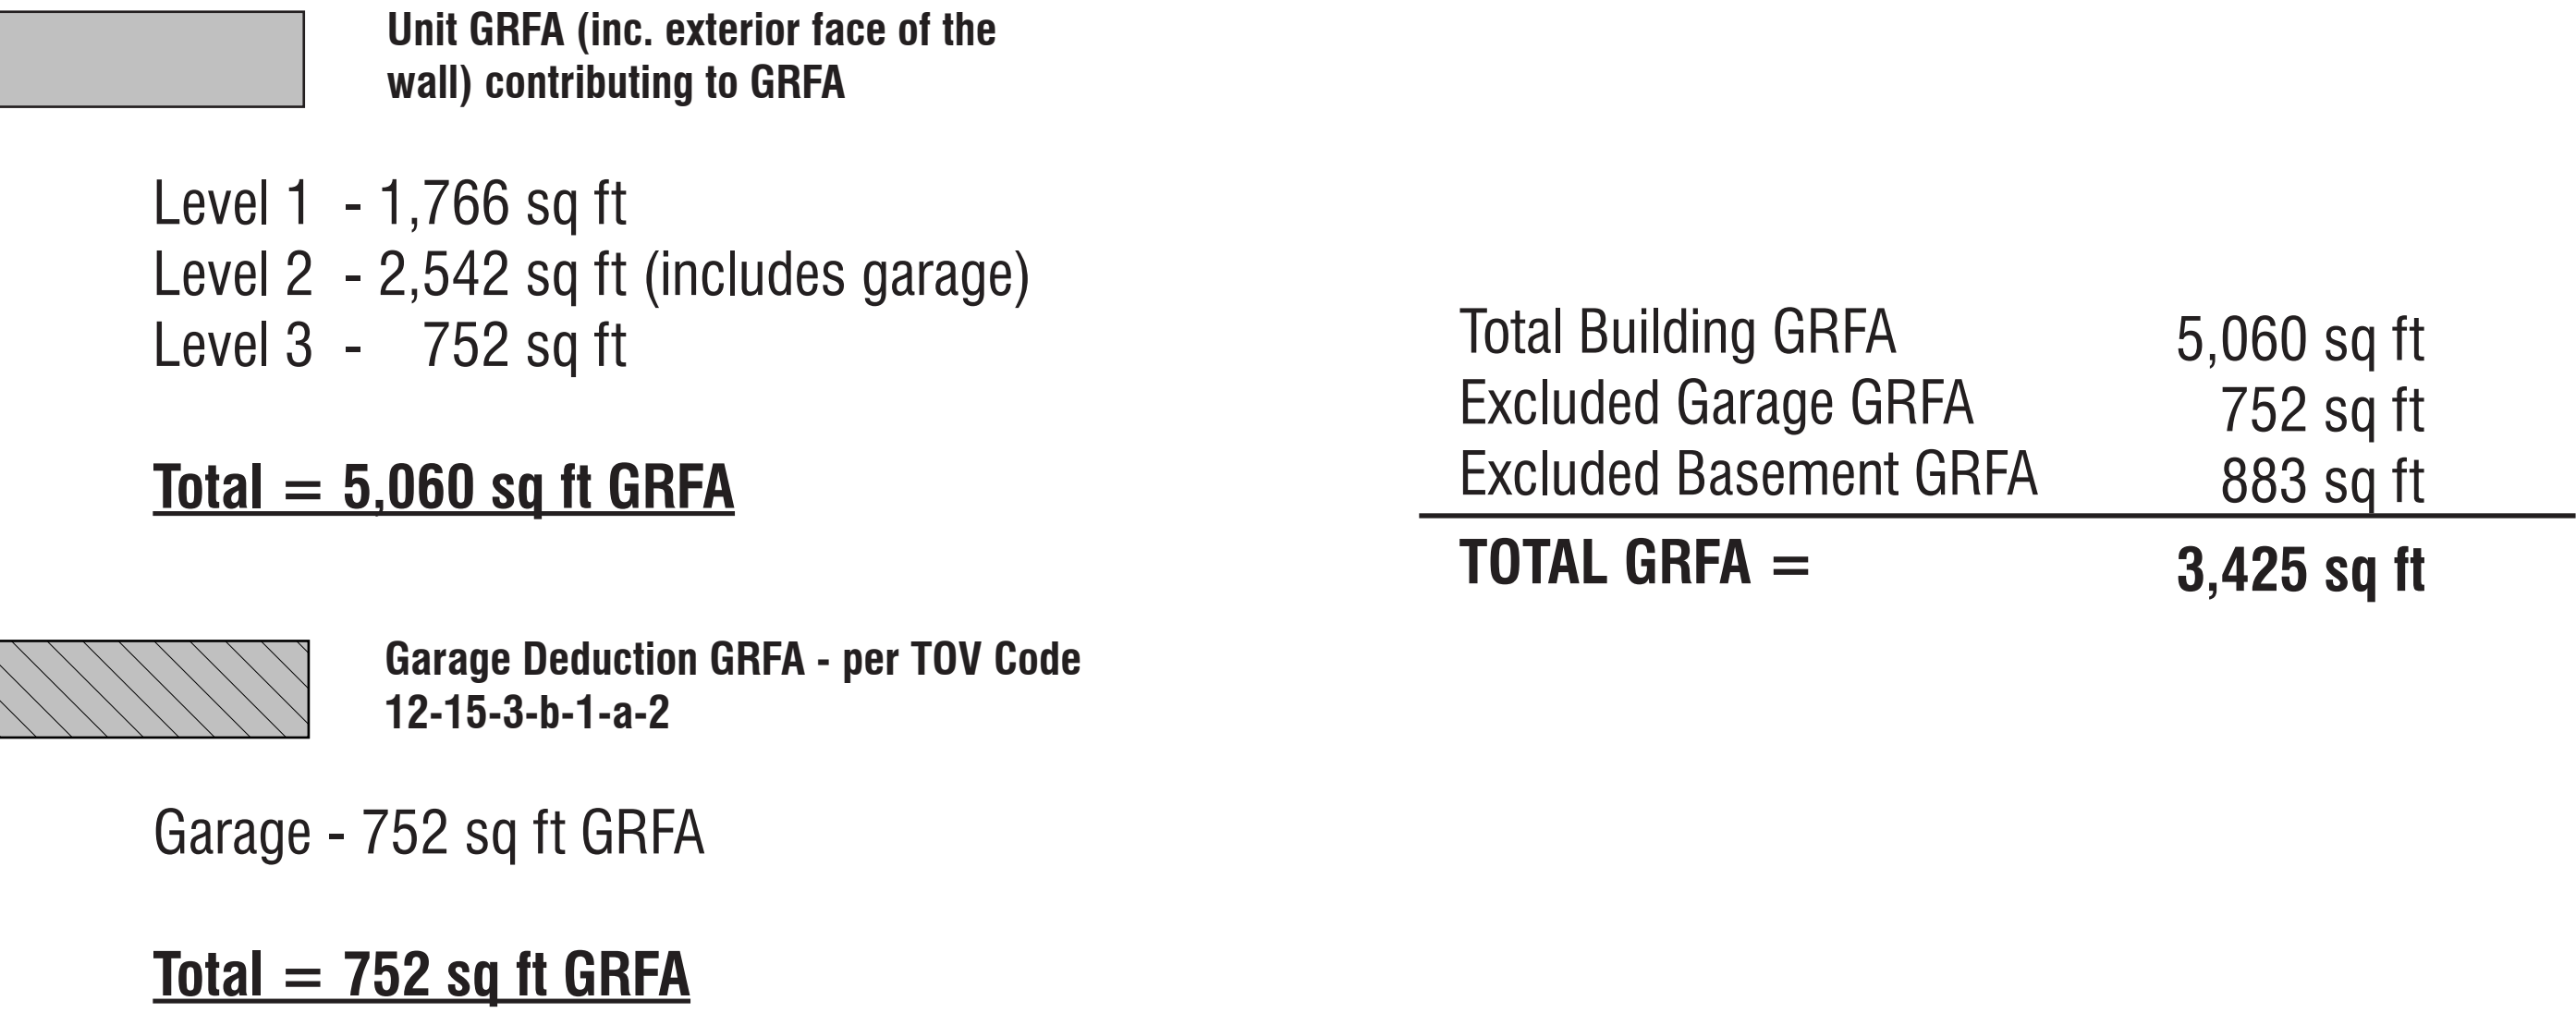 Unit GRFA (inc. exterior face of the
wall) contributing to GRFA
Level 1 - 1,766 sq ft
Level 2 - 2,542 sq ft (includes garage)
Level 3 - 752 sq ft
Total = 5,060 sq ft GRFA
Garage Deduction GRFA - per TOV Code
12-15-3-b-1-a-2
Garage - 752 sq ft GRFA
Total = 752 sq ft GRFA
Total Building GRFA 5,060 sq ft
Excluded Garage GRFA 752 sq ft
Excluded Basement GRFA 883 sq ft
TOTAL GRFA = 3,425 sq ft